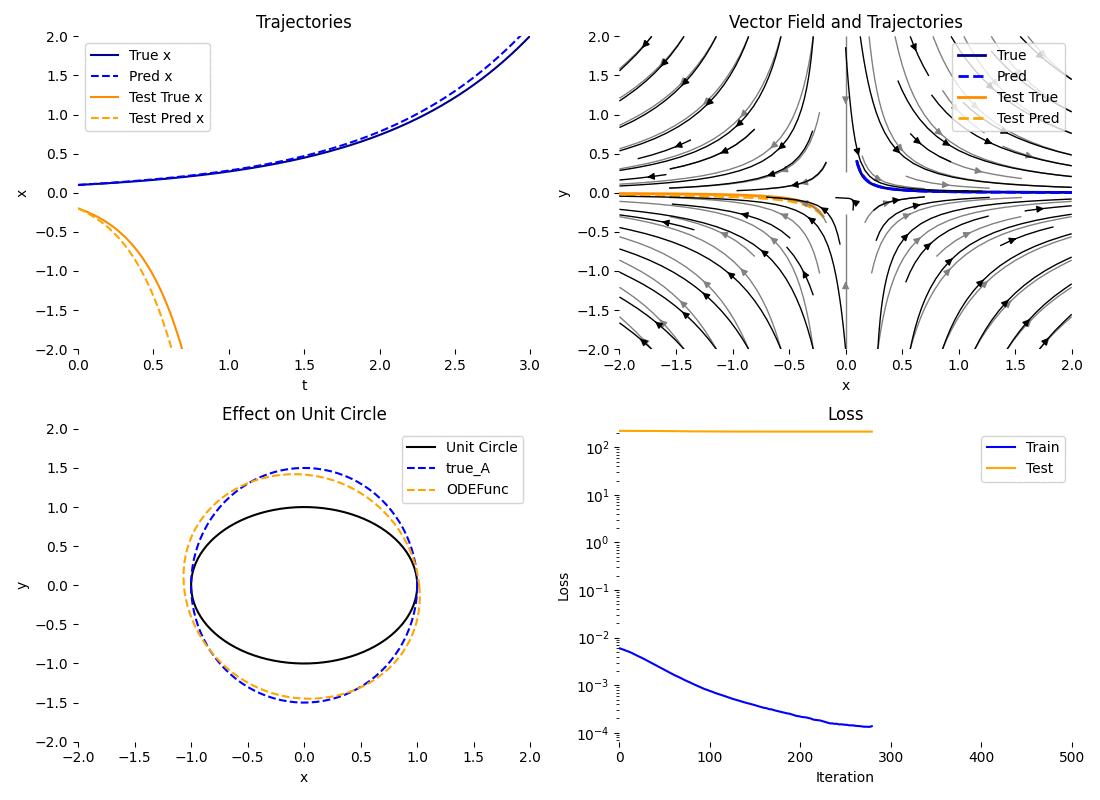 Trajectories
True x
Pred x
Test True x
Test Pred x
2.0
1.5
1.0
0.5
0.0
−0.5
−1.0
−1.5
−2.0
x
0.0 0.5 1.0 1.5 2.0 2.5 3.0
t
Vector Field and Trajectories
True
Pred
Test True
Test Pred
2.0
1.5
1.0
0.5
0.0
−0.5
−1.0
−1.5
−2.0
y
−2.0 −1.5 −1.0 −0.5 0.0 0.5 1.0 1.5 2.0
x
Effect on Unit Circle
Unit Circle
true_A
ODEFunc
2.0
1.5
1.0
0.5
0.0
−0.5
−1.0
−1.5
−2.0
y
−2.0 −1.5 −1.0 −0.5 0.0 0.5 1.0 1.5 2.0
x
Loss
Train
Test
10²
10¹
10⁰
10⁻¹
10⁻²
10⁻³
10⁻⁴
Loss
0 100 200 300 400 500
Iteration